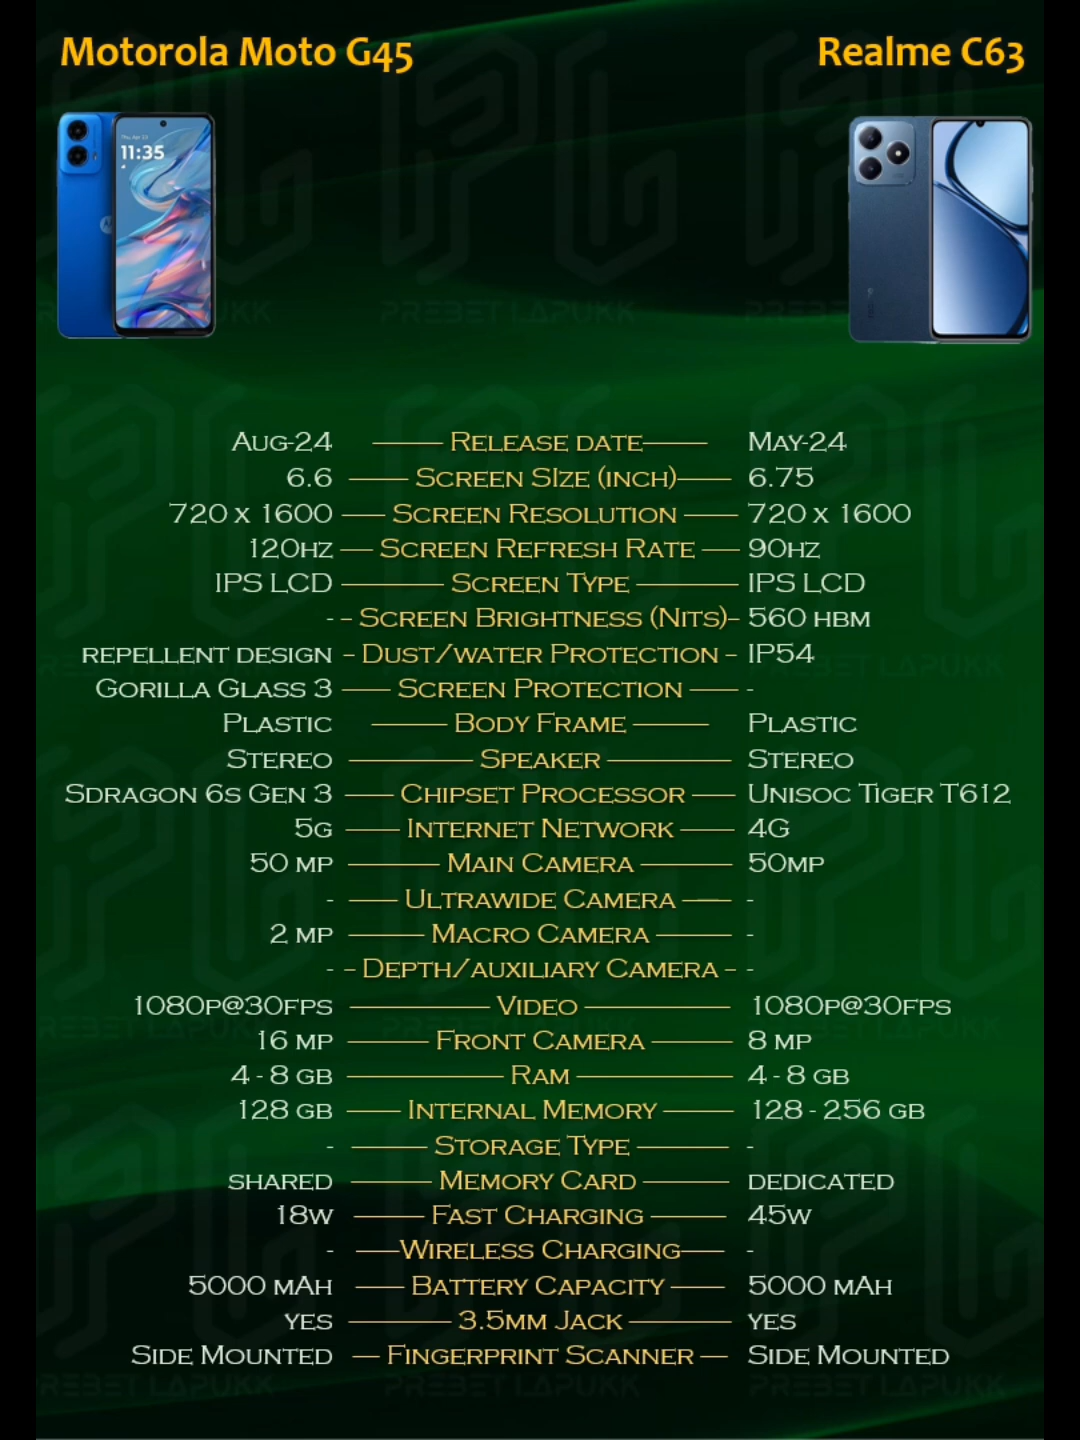 Motorola Moto G45 Realme C63
11:35
Aug-24 Release date May-24
6.6 Screen SIze (inch) 6.75
720 x 1600 Screen Resolution 720 x 1600
120hz Screen Refresh Rate 90hz
IPS LCD Screen Type IPS LCD
- - Screen Brightness (Nits)- 560 hbm
repellent design - Dust/water Protection - IP54
Gorilla Glass 3 Screen Protection -
Plastic Body Frame Plastic
Stereo Speaker Stereo
Sdragon 6s Gen 3 Chipset Processor Unisoc Tiger T612
5g Internet Network 4G
50 mp Main Camera 50mp
- Ultrawide Camera -
2 mp Macro Camera -
- - Depth/auxiliary Camera - -
1080p@30fps Video 1080p@30fps
16 mp Front Camera 8 mp
4 - 8 gb Ram 4 - 8 gb
128 gb Internal Memory 128 - 256 gb
- Storage Type -
shared Memory Card dedicated
18w Fast Charging 45w
- Wireless Charging -
5000 mAh Battery Capacity 5000 mAh
yes 3.5mm Jack yes
Side Mounted Fingerprint Scanner Side Mounted
PREBET LAPUKK